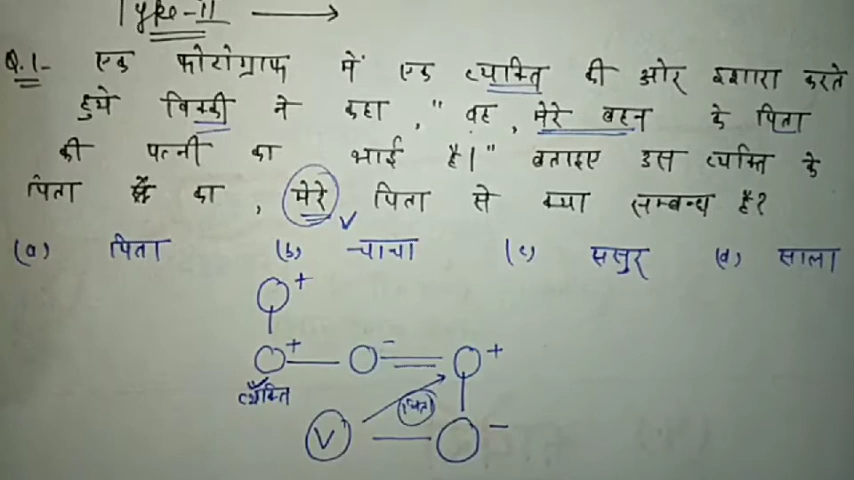 Type-II
Q.1- एक फोटोग्राफ में एक व्यक्ति की ओर इशारा करते
हुये विक्की ने कहा, "वह, मेरे बहन के पिता
की पत्नी का भाई है।" बताइए उस व्यक्ति के
पिता का, मेरे पिता से क्या सम्बन्ध है?
V
(a) पिता (b) चाचा (c) ससुर (d) साला
+
+ - +
व्यक्ति
पिता
V -